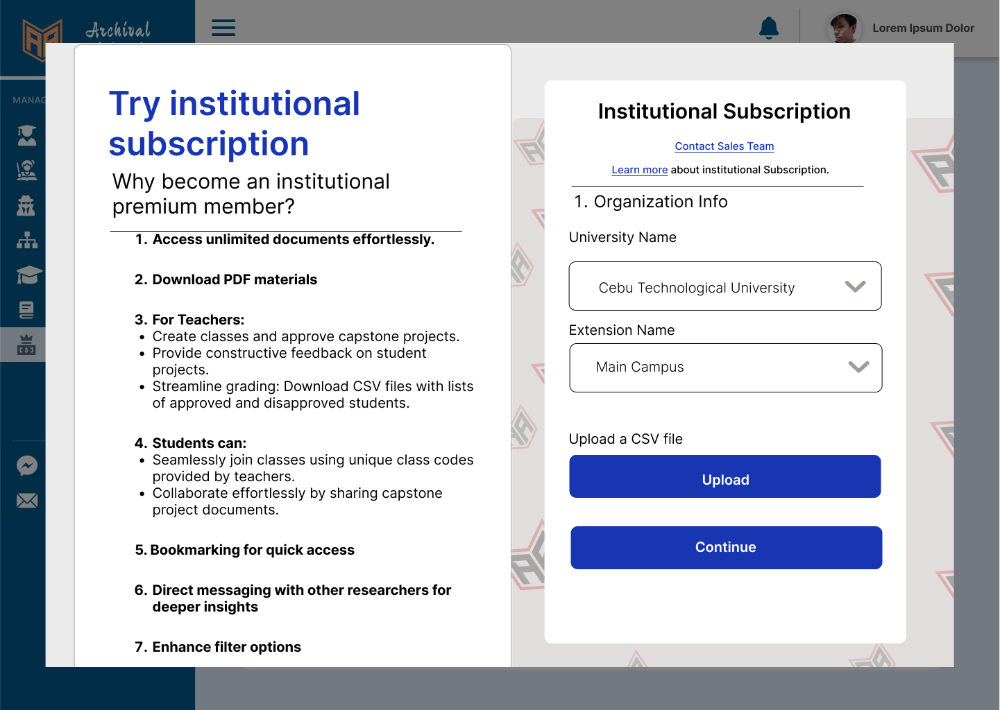 Archival
Lorem Ipsum Dolor
MANAG
Try institutional
subscription
Why become an institutional
premium member?
1. Access unlimited documents effortlessly.
2. Download PDF materials
3. For Teachers:
• Create classes and approve capstone projects.
• Provide constructive feedback on student
projects.
• Streamline grading: Download CSV files with lists
of approved and disapproved students.
4. Students can:
• Seamlessly join classes using unique class codes
provided by teachers.
• Collaborate effortlessly by sharing capstone
project documents.
5. Bookmarking for quick access
6. Direct messaging with other researchers for
deeper insights
7. Enhance filter options
Institutional Subscription
Contact Sales Team
Learn more about institutional Subscription.
1. Organization Info
University Name
Cebu Technological University
Extension Name
Main Campus
Upload a CSV file
Upload
Continue